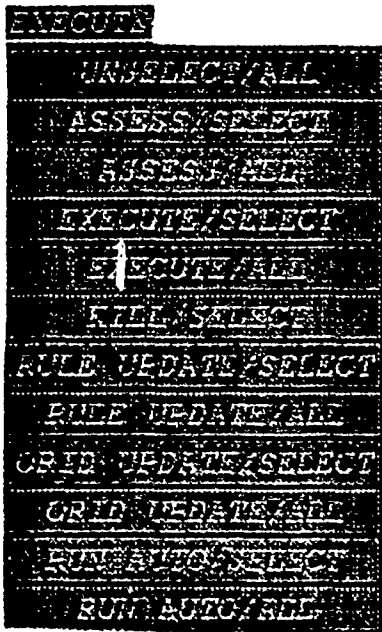 EXECUTE
UNSELECT/ALL
ASSESS/SELECT
ASSESS/ALL
EXECUTE/SELECT
EXECUTE/ALL
KILL/SELECT
RULE UPDATE/SELECT
RULE UPDATE/ALL
GRID UPDATE/SELECT
GRID UPDATE/ALL
RUN AUTO/SELECT
RUN AUTO/ALL